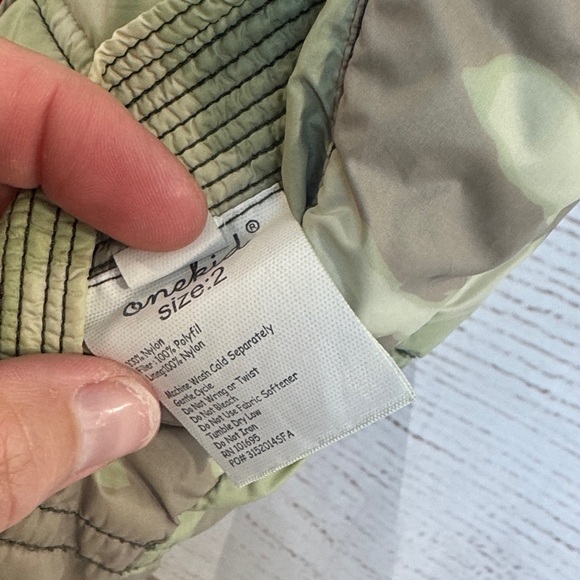 onekid®
size:2
100% Nylon
Filler: 100% Polyfil
Lining:100% Nylon
Machine Wash Cold Separately
Gentle Cycle
Do Not Wring or Twist
Do Not Bleach
Do Not Use Fabric Softener
Tumble Dry Low
Do Not Iron
RN 101695
PO# 3152014SFA